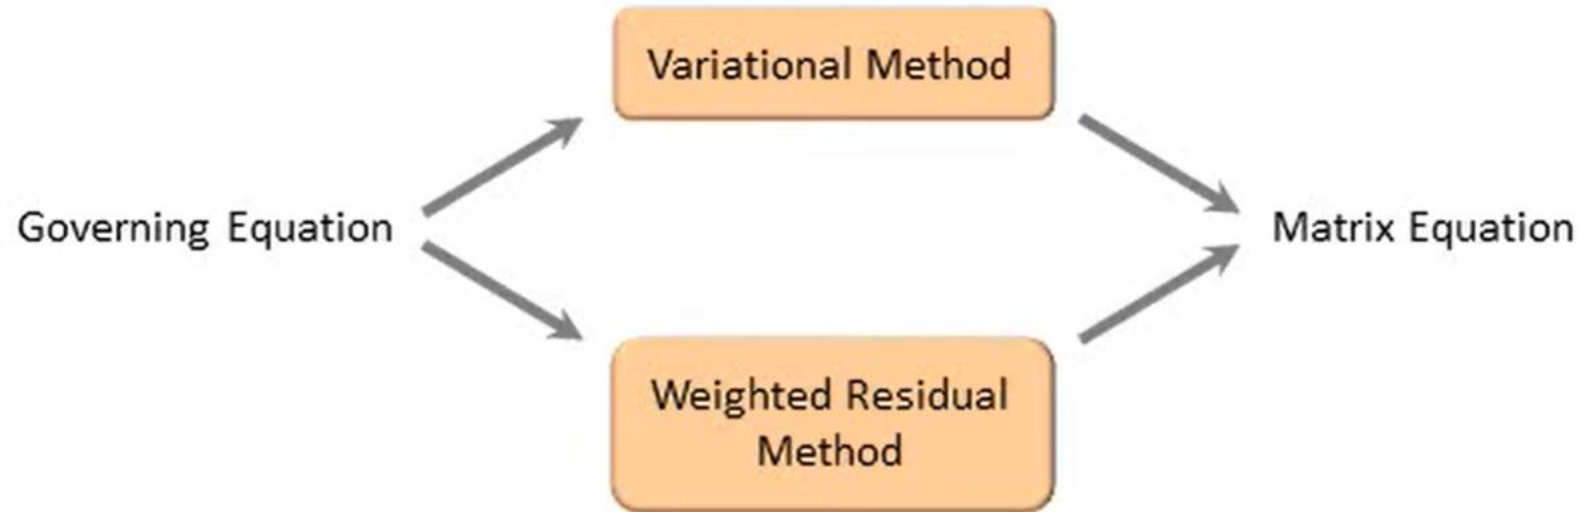 Variational Method
Governing Equation
Matrix Equation
Weighted Residual
Method